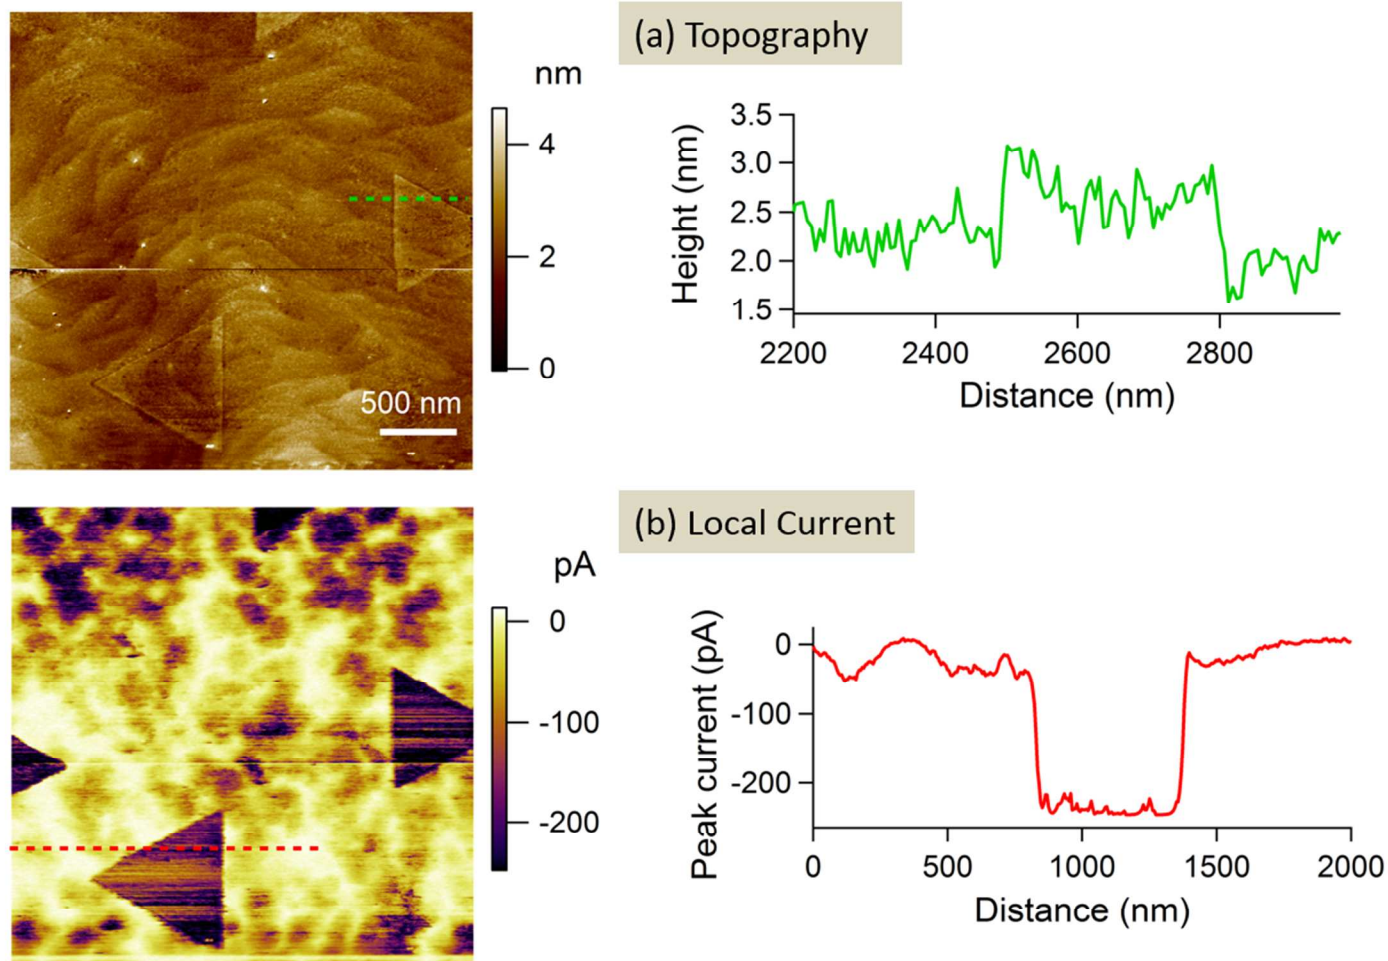 (a) Topography
nm
4
2
0
500 nm
Height (nm)
3.5
3.0
2.5
2.0
1.5
2200
2400
2600
2800
Distance (nm)
(b) Local Current
pA
0
-100
-200
Peak current (pA)
0
-100
-200
0
500
1000
1500
2000
Distance (nm)